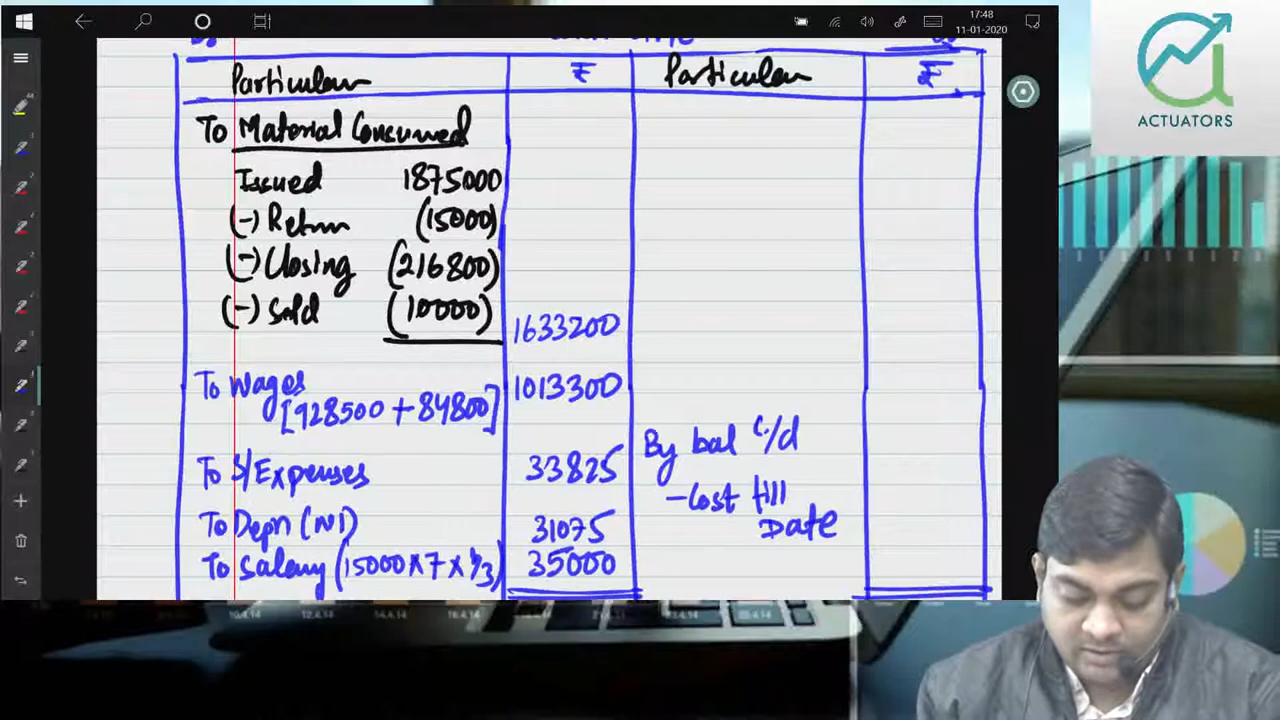 17:48
11-01-2020
ACTUATORS
Particulars ₹ Particulars ₹
To Material Consumed
Issued 1875000
(-) Return (15000)
(-) Closing (216800)
(-) Sold (10000) 1633200
To Wages 1013300
[928500 + 84800]
To S/Expenses 33825 By bal c/d
- Cost till
Date
To Depn (N1) 31075
To Salary (15000 x 7 x 1/3) 35000